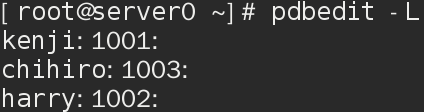 [root@server0 ~]# pdbedit -L
kenji:1001:
chihiro:1003:
harry:1002: